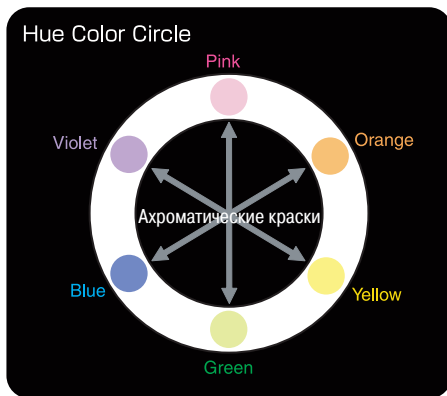 Hue Color Circle
Pink
Violet
Orange
Ахроматические краски
Blue
Yellow
Green